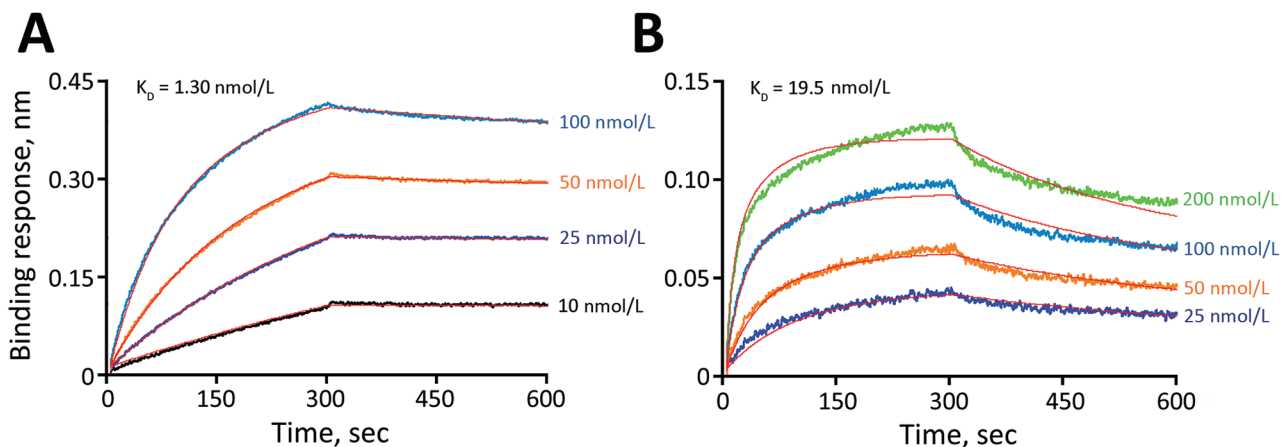 A
K_D = 1.30 nmol/L
Binding response, nm
0.45
0.30
0.15
0
100 nmol/L
50 nmol/L
25 nmol/L
10 nmol/L
0 150 300 450 600
Time, sec
B
K_D = 19.5 nmol/L
0.15
0.10
0.05
0
200 nmol/L
100 nmol/L
50 nmol/L
25 nmol/L
0 150 300 450 600
Time, sec